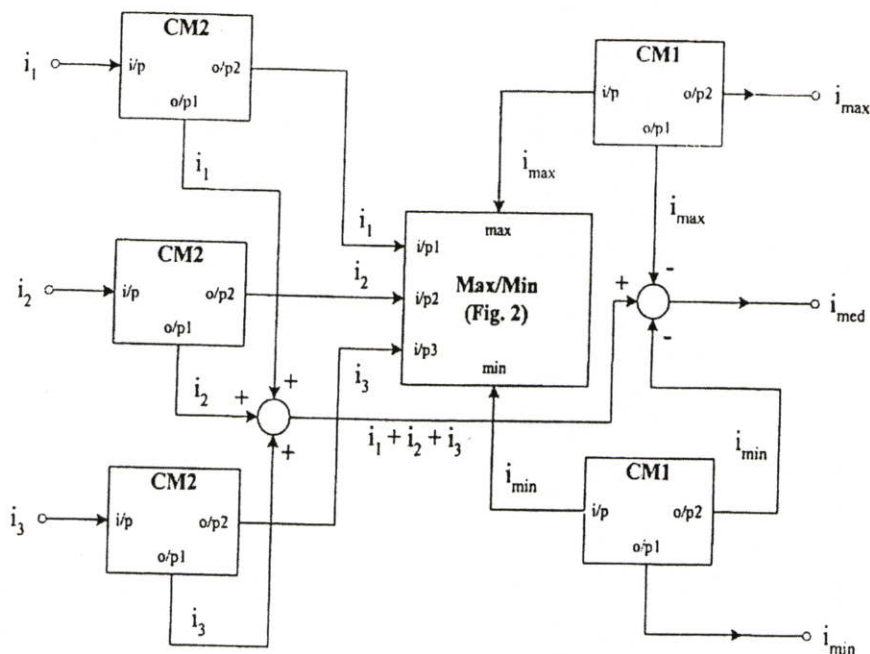 CM2
i1
i/p
o/p2
o/p1
i1
i1
CM2
i2
i/p
o/p2
o/p1
i2
i2
CM2
i3
i/p
o/p2
o/p1
i3
i3
+
+
+
i1 + i2 + i3
max
i/p1
i/p2
i/p3
Max/Min
(Fig. 2)
min
CM1
i/p
o/p2
o/p1
imax
imax
imax
+
-
-
imed
CM1
i/p
o/p2
o/p1
imin
imin
imin